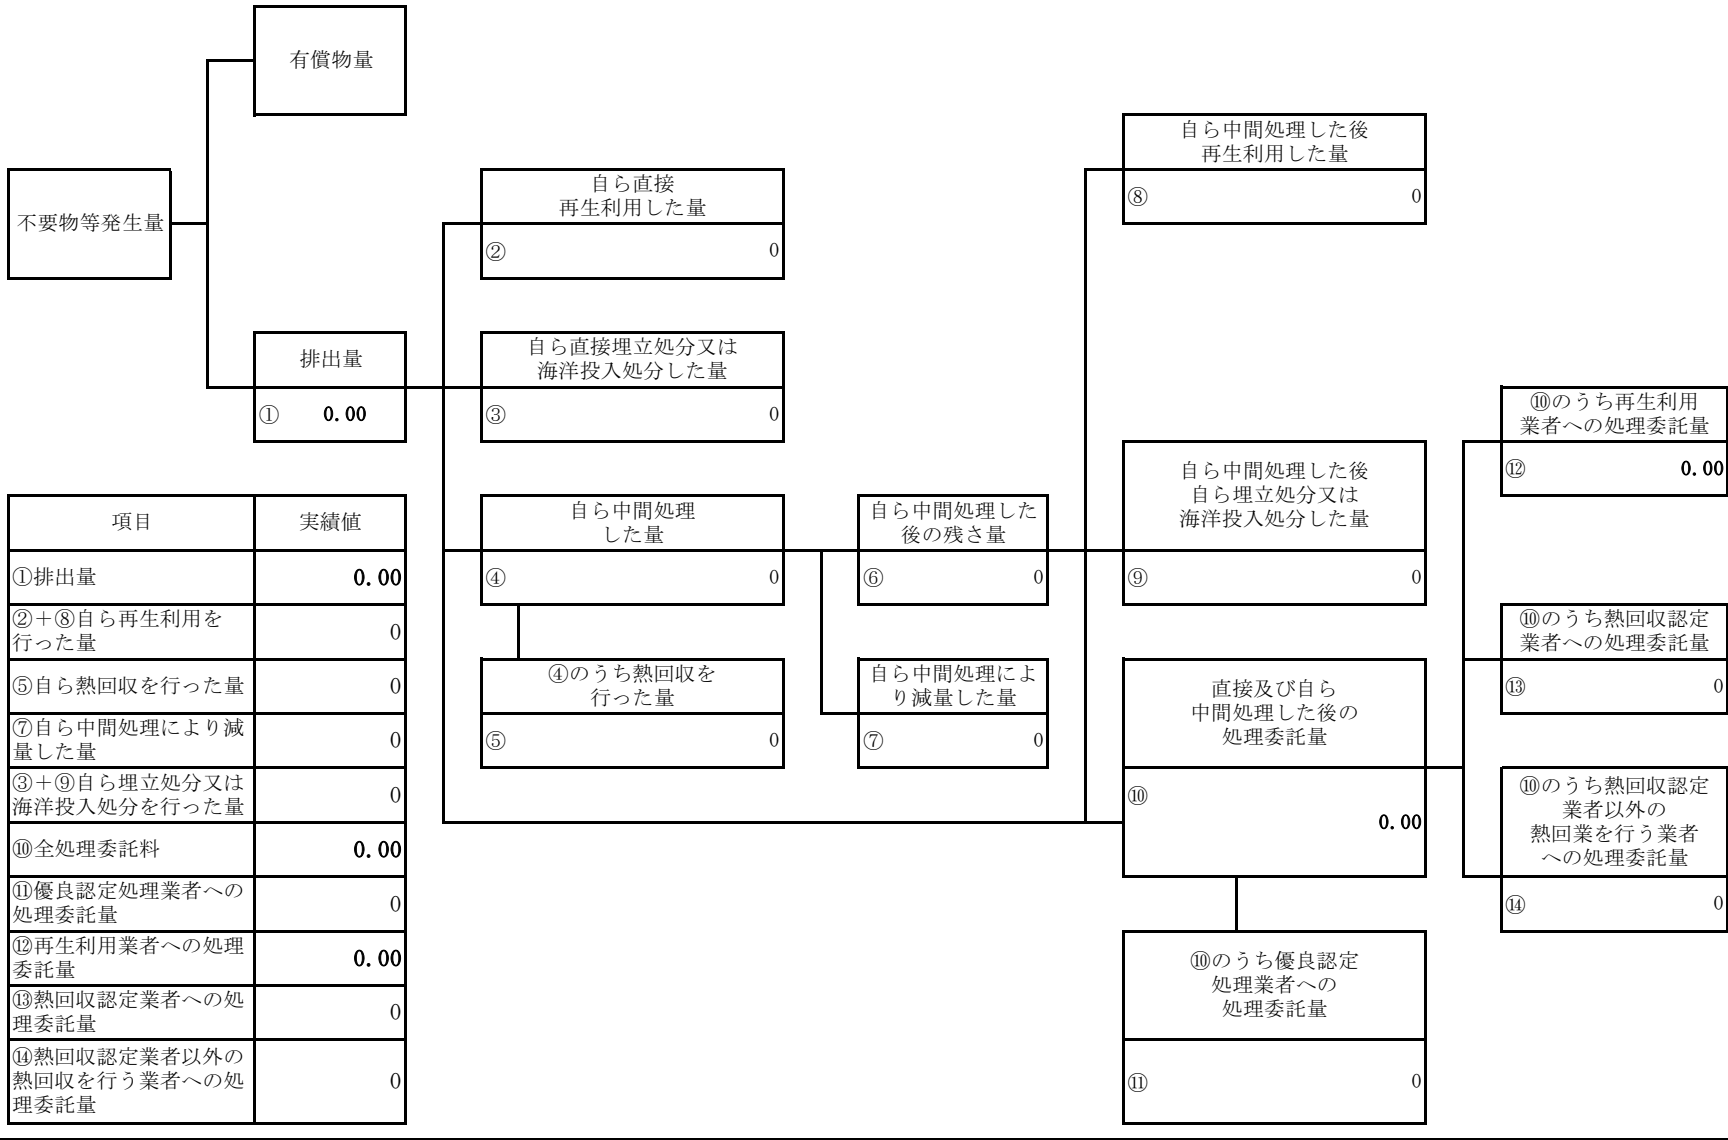 有償物量
不要物等発生量
排出量
① 0.00
自ら直接
再生利用した量
② 0
自ら直接埋立処分又は
海洋投入処分した量
③ 0
自ら中間処理
した量
④ 0
④のうち熱回収を
行った量
⑤ 0
自ら中間処理した
後の残さ量
⑥ 0
自ら中間処理によ
り減量した量
⑦ 0
自ら中間処理した後
再生利用した量
⑧ 0
自ら中間処理した後
自ら埋立処分又は
海洋投入処分した量
⑨ 0
直接及び自ら
中間処理した後の
処理委託量
⑩
0.00
⑩のうち優良認定
処理業者への
処理委託量
⑪ 0
⑩のうち再生利用
業者への処理委託量
⑫ 0.00
⑩のうち熱回収認定
業者への処理委託量
⑬ 0
⑩のうち熱回収認定
業者以外の
熱回業を行う業者
への処理委託量
⑭ 0
項目 実績値
①排出量 0.00
②＋⑧自ら再生利用を
行った量 0
⑤自ら熱回収を行った量 0
⑦自ら中間処理により減
量した量 0
③＋⑨自ら埋立処分又は
海洋投入処分を行った量 0
⑩全処理委託料 0.00
⑪優良認定処理業者への
処理委託量 0
⑫再生利用業者への処理
委託量 0.00
⑬熱回収認定業者への処
理委託量 0
⑭熱回収認定業者以外の
熱回収を行う業者への処 0
理委託量